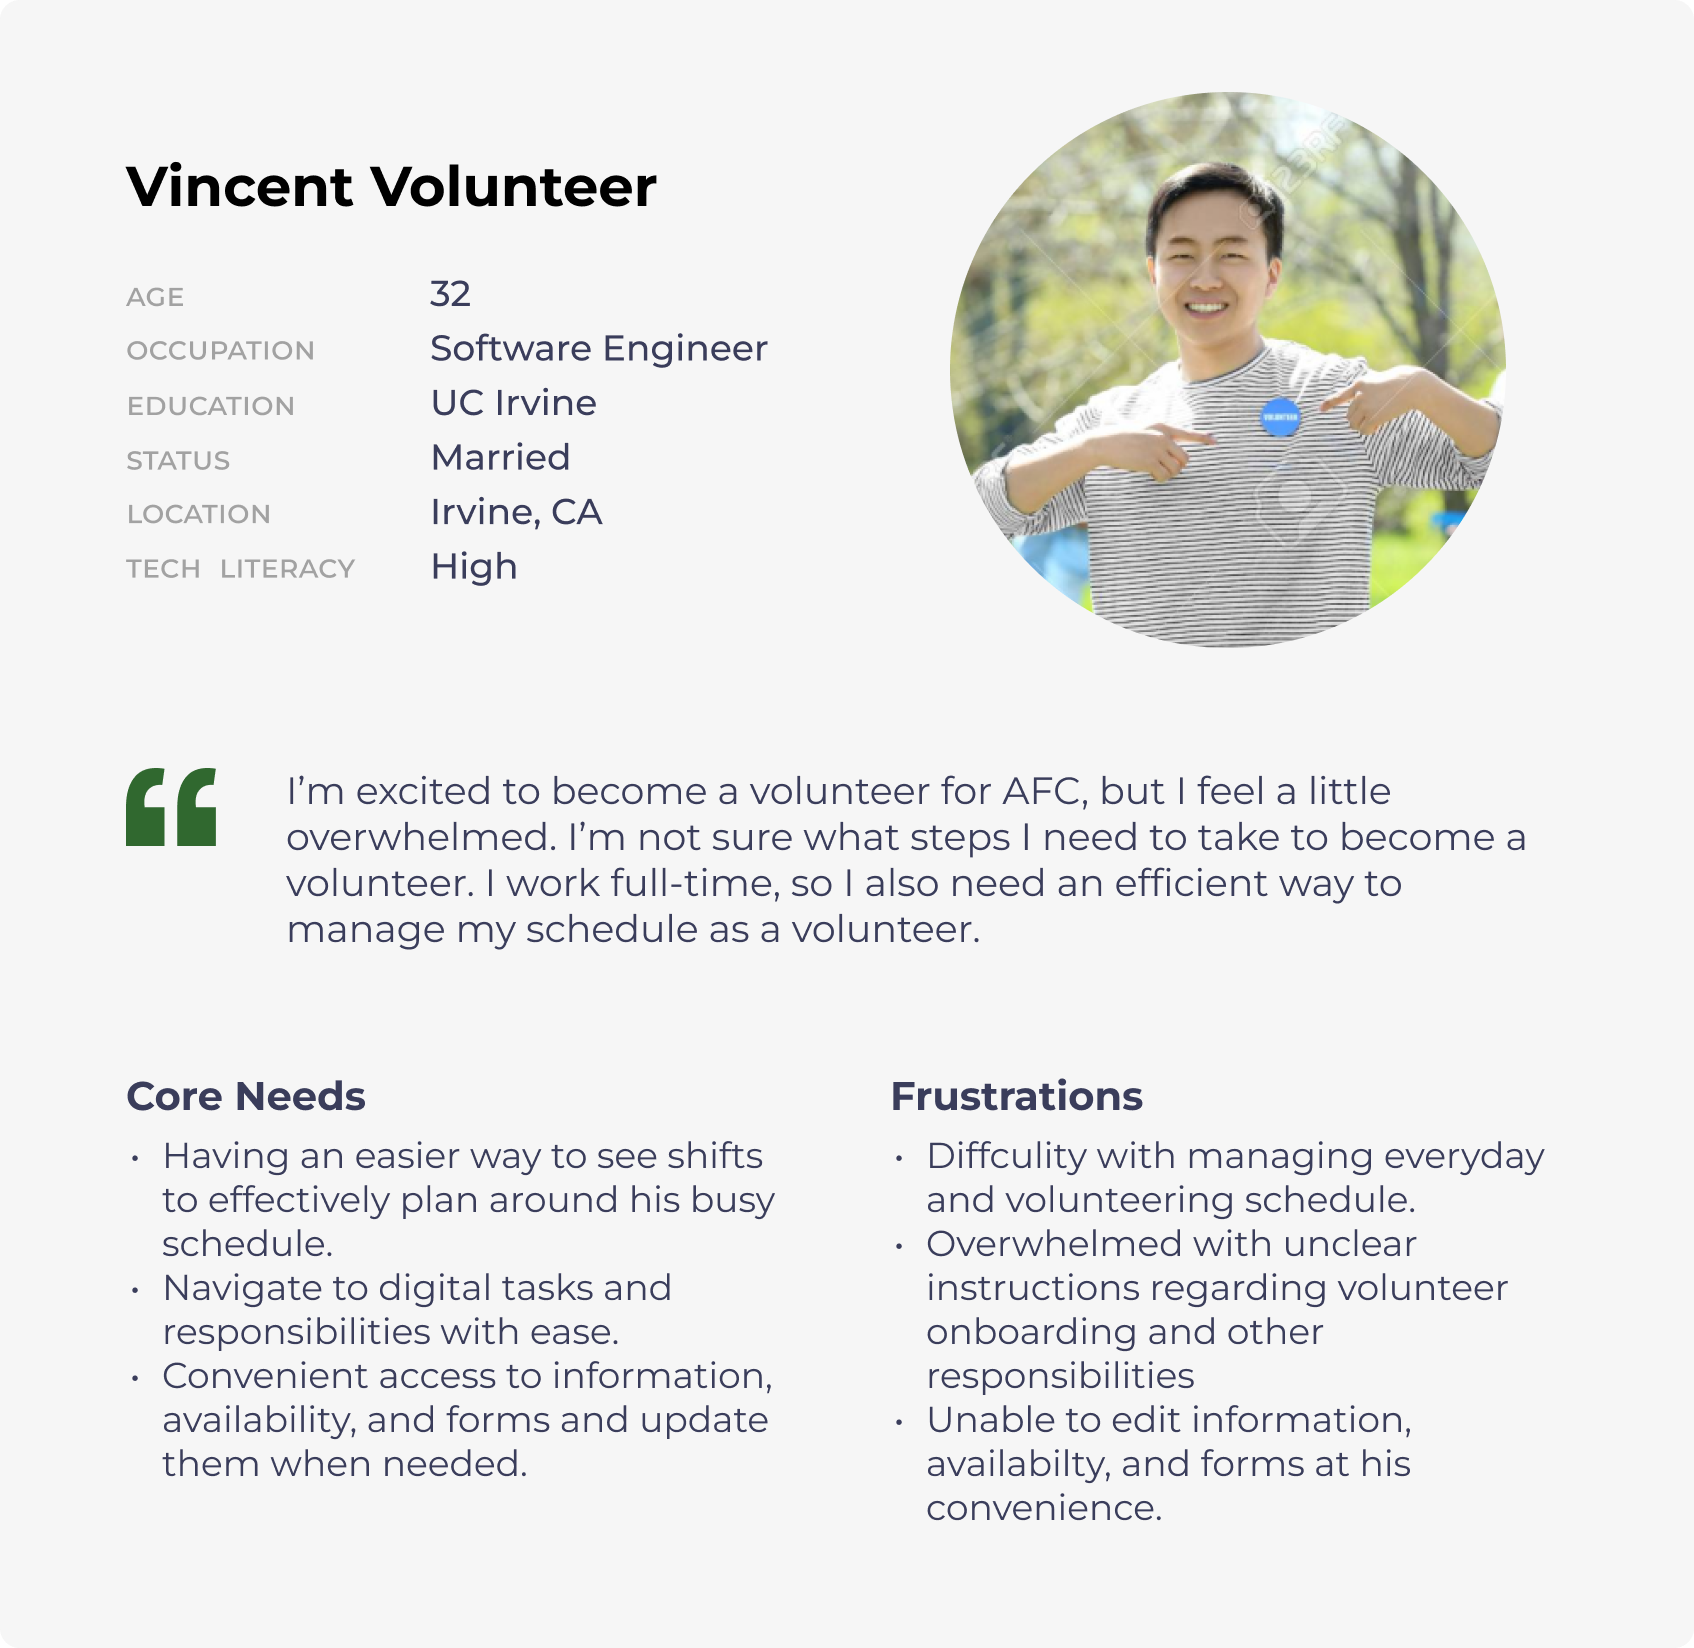 Vincent Volunteer
AGE 32
OCCUPATION Software Engineer
EDUCATION UC Irvine
STATUS Married
LOCATION Irvine, CA
TECH LITERACY High
VOLUNTEER
123RF
“
I’m excited to become a volunteer for AFC, but I feel a little
overwhelmed. I’m not sure what steps I need to take to become a
volunteer. I work full-time, so I also need an efficient way to
manage my schedule as a volunteer.
Core Needs
• Having an easier way to see shifts
to effectively plan around his busy
schedule.
• Navigate to digital tasks and
responsibilities with ease.
• Convenient access to information,
availability, and forms and update
them when needed.
Frustrations
• Diffculity with managing everyday
and volunteering schedule.
• Overwhelmed with unclear
instructions regarding volunteer
onboarding and other
responsibilities
• Unable to edit information,
availabilty, and forms at his
convenience.